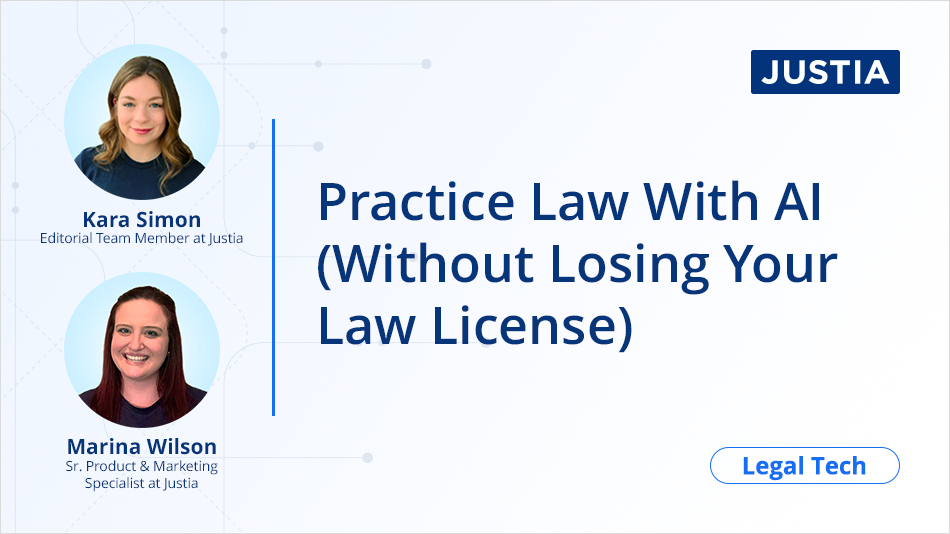 JUSTIA
Kara Simon
Editorial Team Member at Justia
Marina Wilson
Sr. Product & Marketing
Specialist at Justia
Practice Law With AI
(Without Losing Your
Law License)
Legal Tech